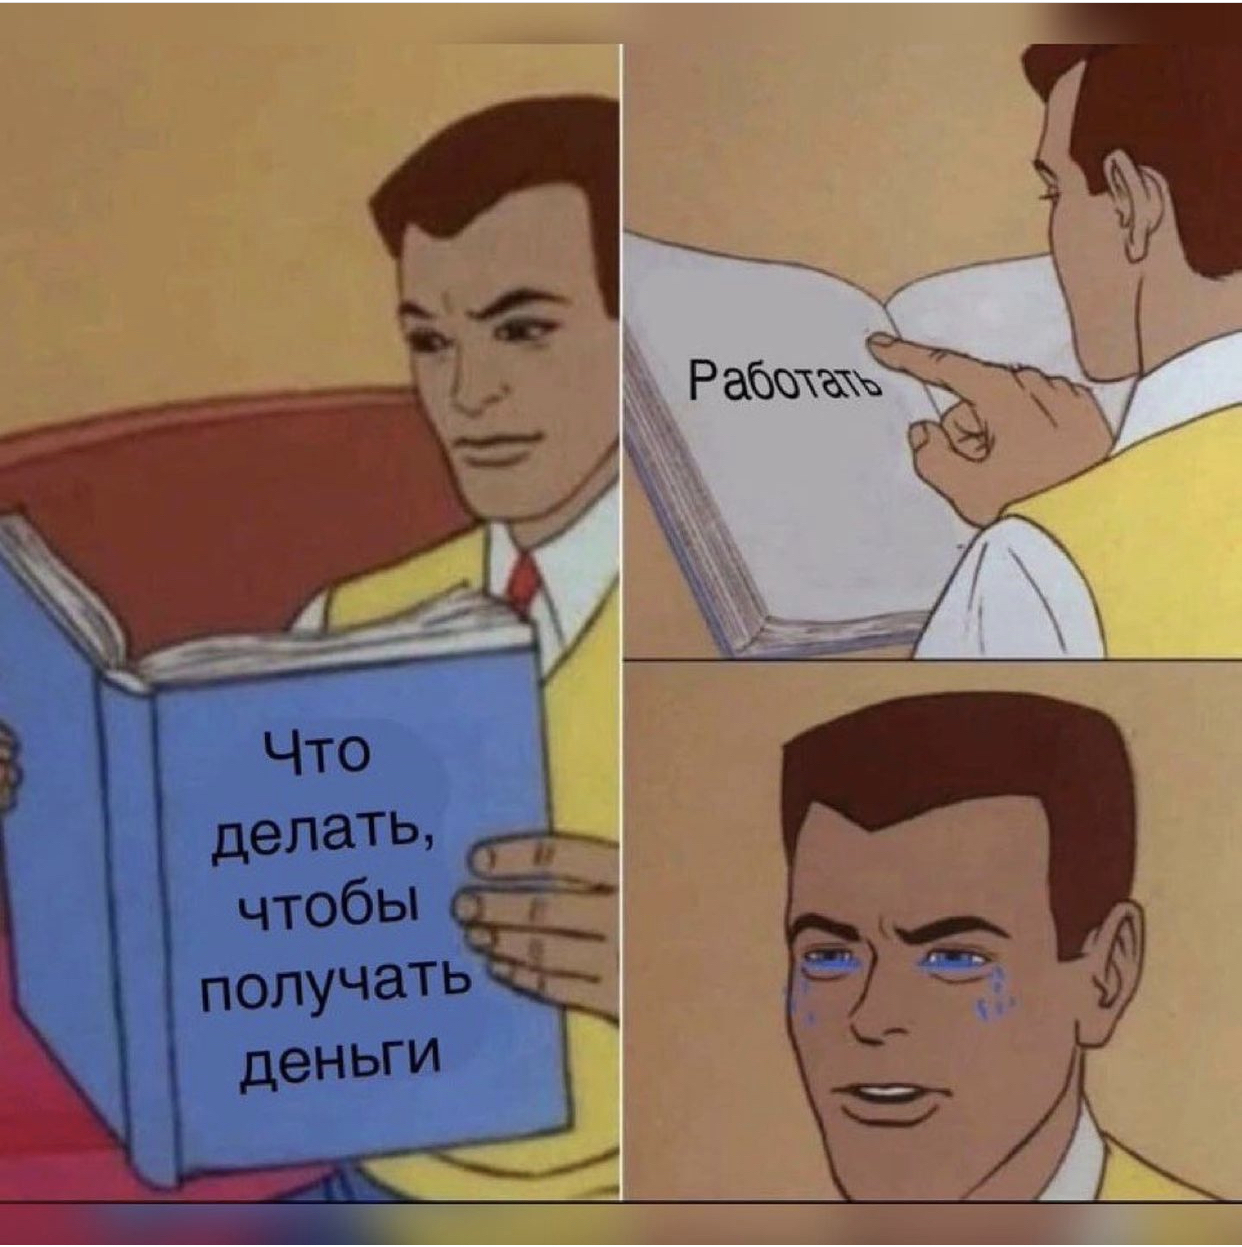 Что
делать,
чтобы
получать
деньги
Работать